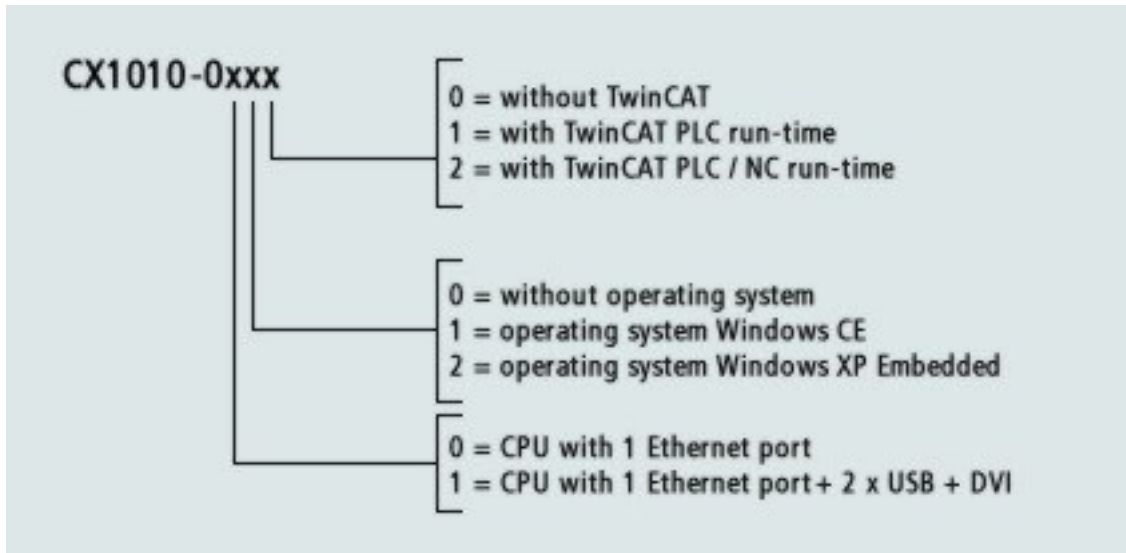 CX1010-0xxx
0 = without TwinCAT
1 = with TwinCAT PLC run-time
2 = with TwinCAT PLC / NC run-time
0 = without operating system
1 = operating system Windows CE
2 = operating system Windows XP Embedded
0 = CPU with 1 Ethernet port
1 = CPU with 1 Ethernet port + 2 x USB + DVI